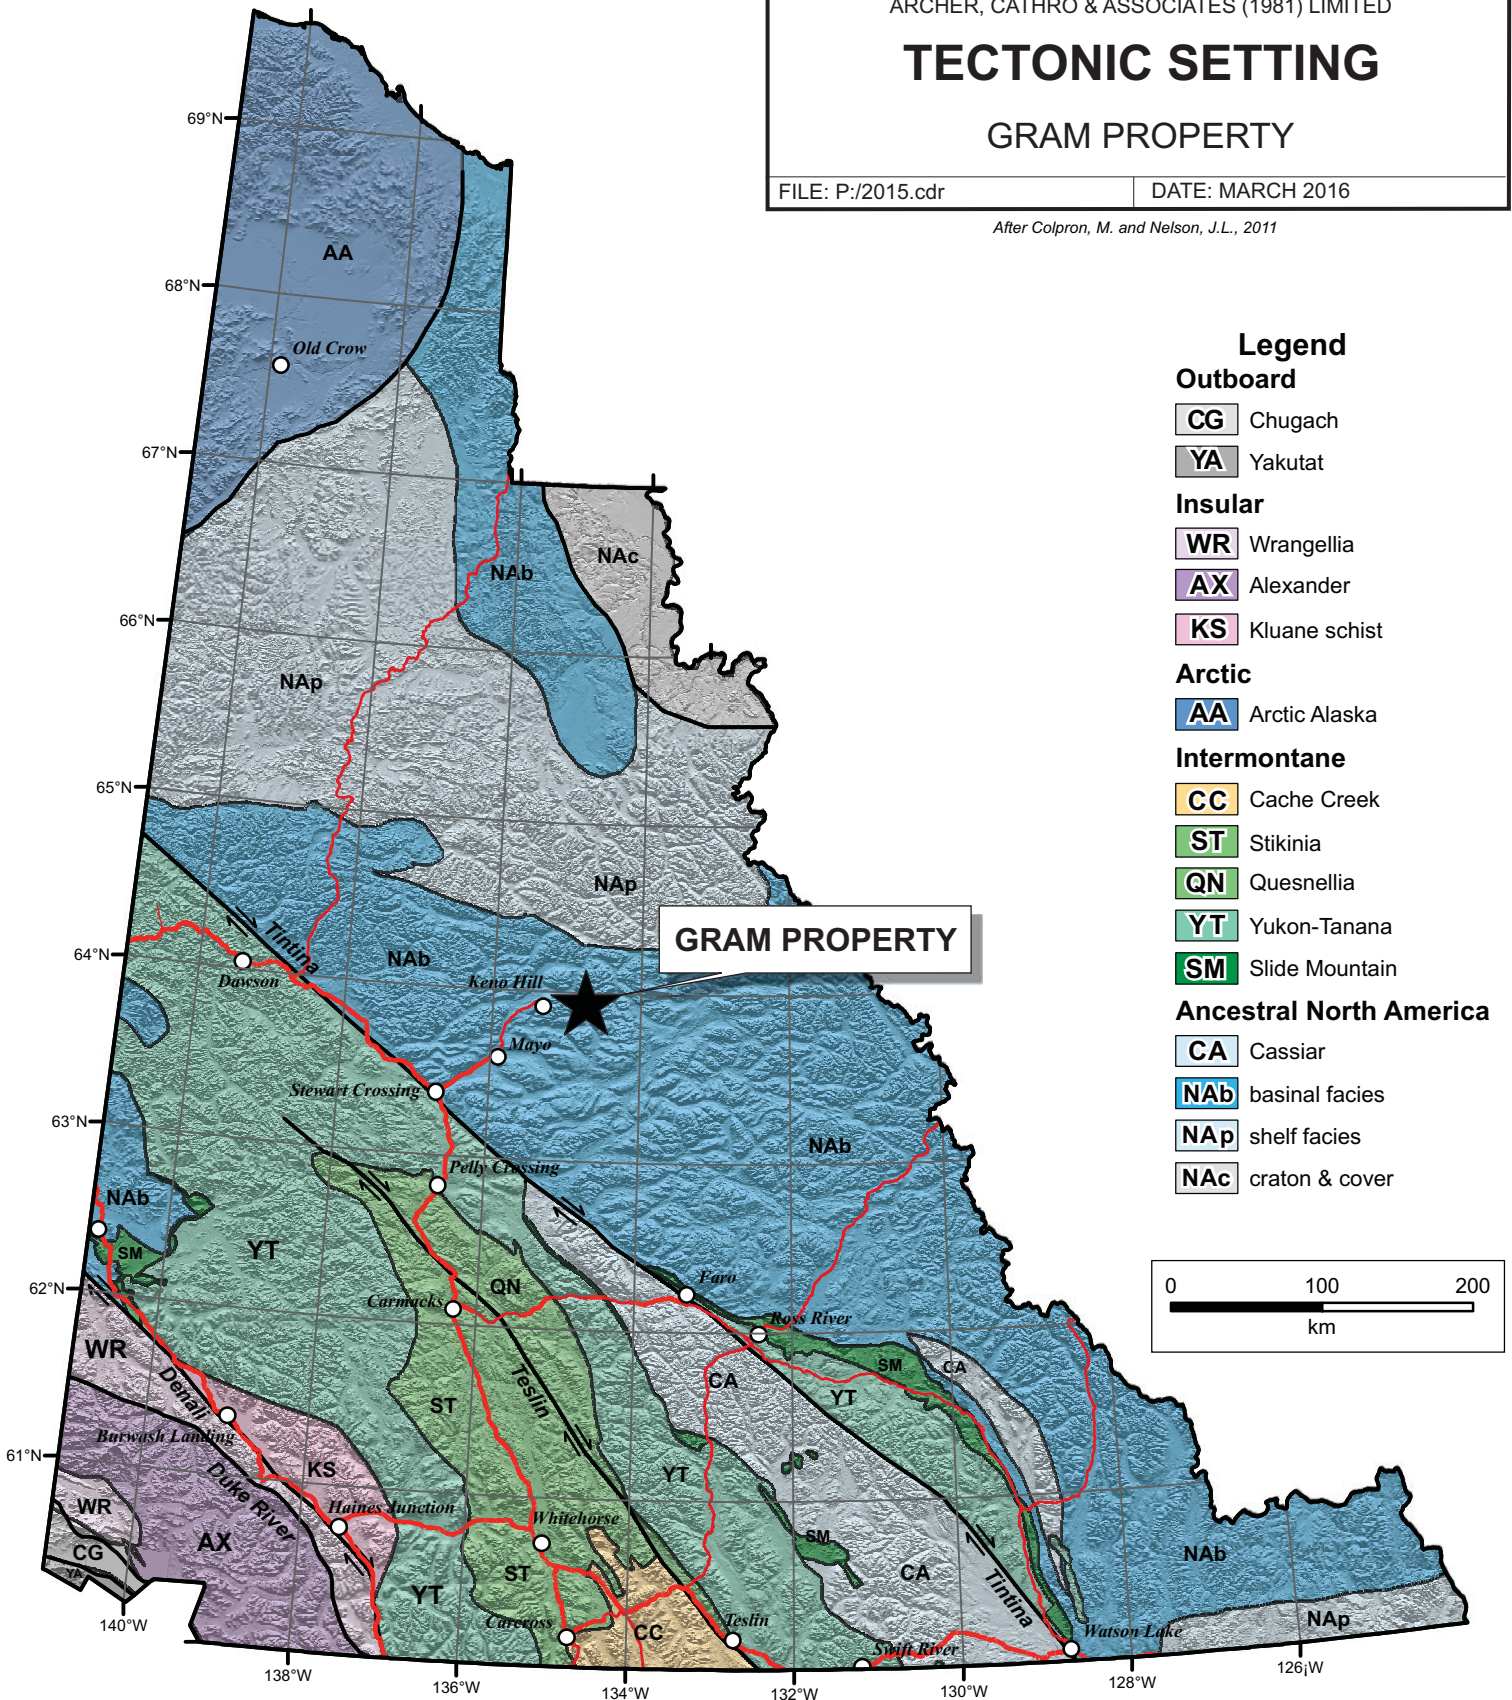 ARCHER, CATHRO & ASSOCIATES (1981) LIMITED
TECTONIC SETTING
GRAM PROPERTY
FILE: P:/2015.cdr
DATE: MARCH 2016
After Colpron, M. and Nelson, J.L., 2011
69°N
68°N
67°N
66°N
65°N
64°N
63°N
62°N
61°N
140°W
138°W
136°W
134°W
132°W
130°W
128°W
126¡W
AA
Old Crow
NAb
NAc
NAp
NAp
GRAM PROPERTY
Tintina
NAb
Dawson
Keno Hill
Mayo
Stewart Crossing
NAb
Pelly Crossing
NAb
SM
YT
QN
Faro
Carmacks
Ross River
WR
Denali
Teslin
CA
SM
CA
YT
ST
Burwash Landing
KS
Duke River
YT
WR
Haines Junction
Whitehorse
SM
AX
CG
YA
ST
YT
CA
Tintina
NAb
Carcross
CC
Teslin
Swift River
Watson Lake
NAp
Legend
Outboard
CG Chugach
YA Yakutat
Insular
WR Wrangellia
AX Alexander
KS Kluane schist
Arctic
AA Arctic Alaska
Intermontane
CC Cache Creek
ST Stikinia
QN Quesnellia
YT Yukon-Tanana
SM Slide Mountain
Ancestral North America
CA Cassiar
NAb basinal facies
NAp shelf facies
NAc craton & cover
0 100 200
km